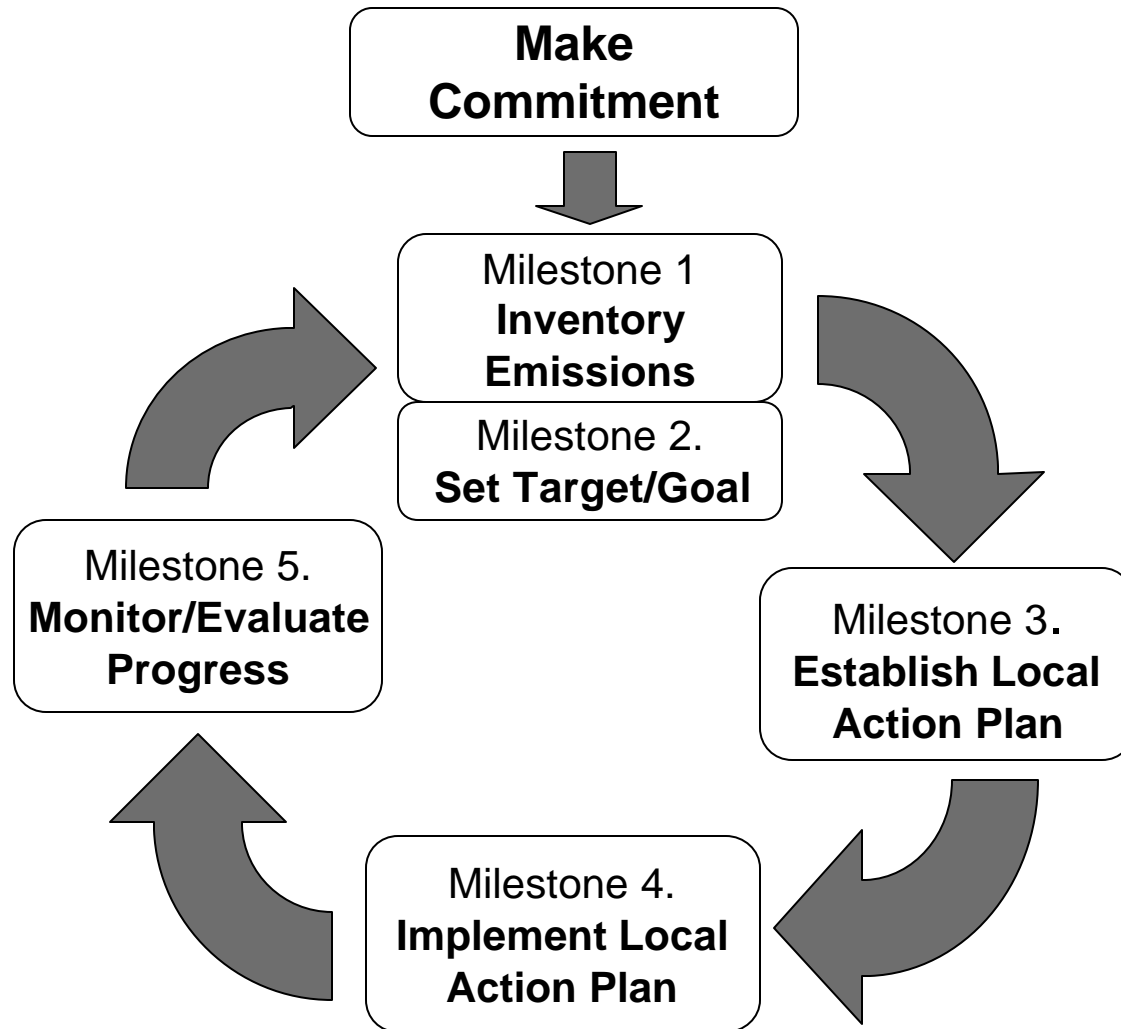 Make
Commitment
Milestone 1
Inventory
Emissions
Milestone 2.
Set Target/Goal
Milestone 3.
Establish Local
Action Plan
Milestone 4.
Implement Local
Action Plan
Milestone 5.
Monitor/Evaluate
Progress